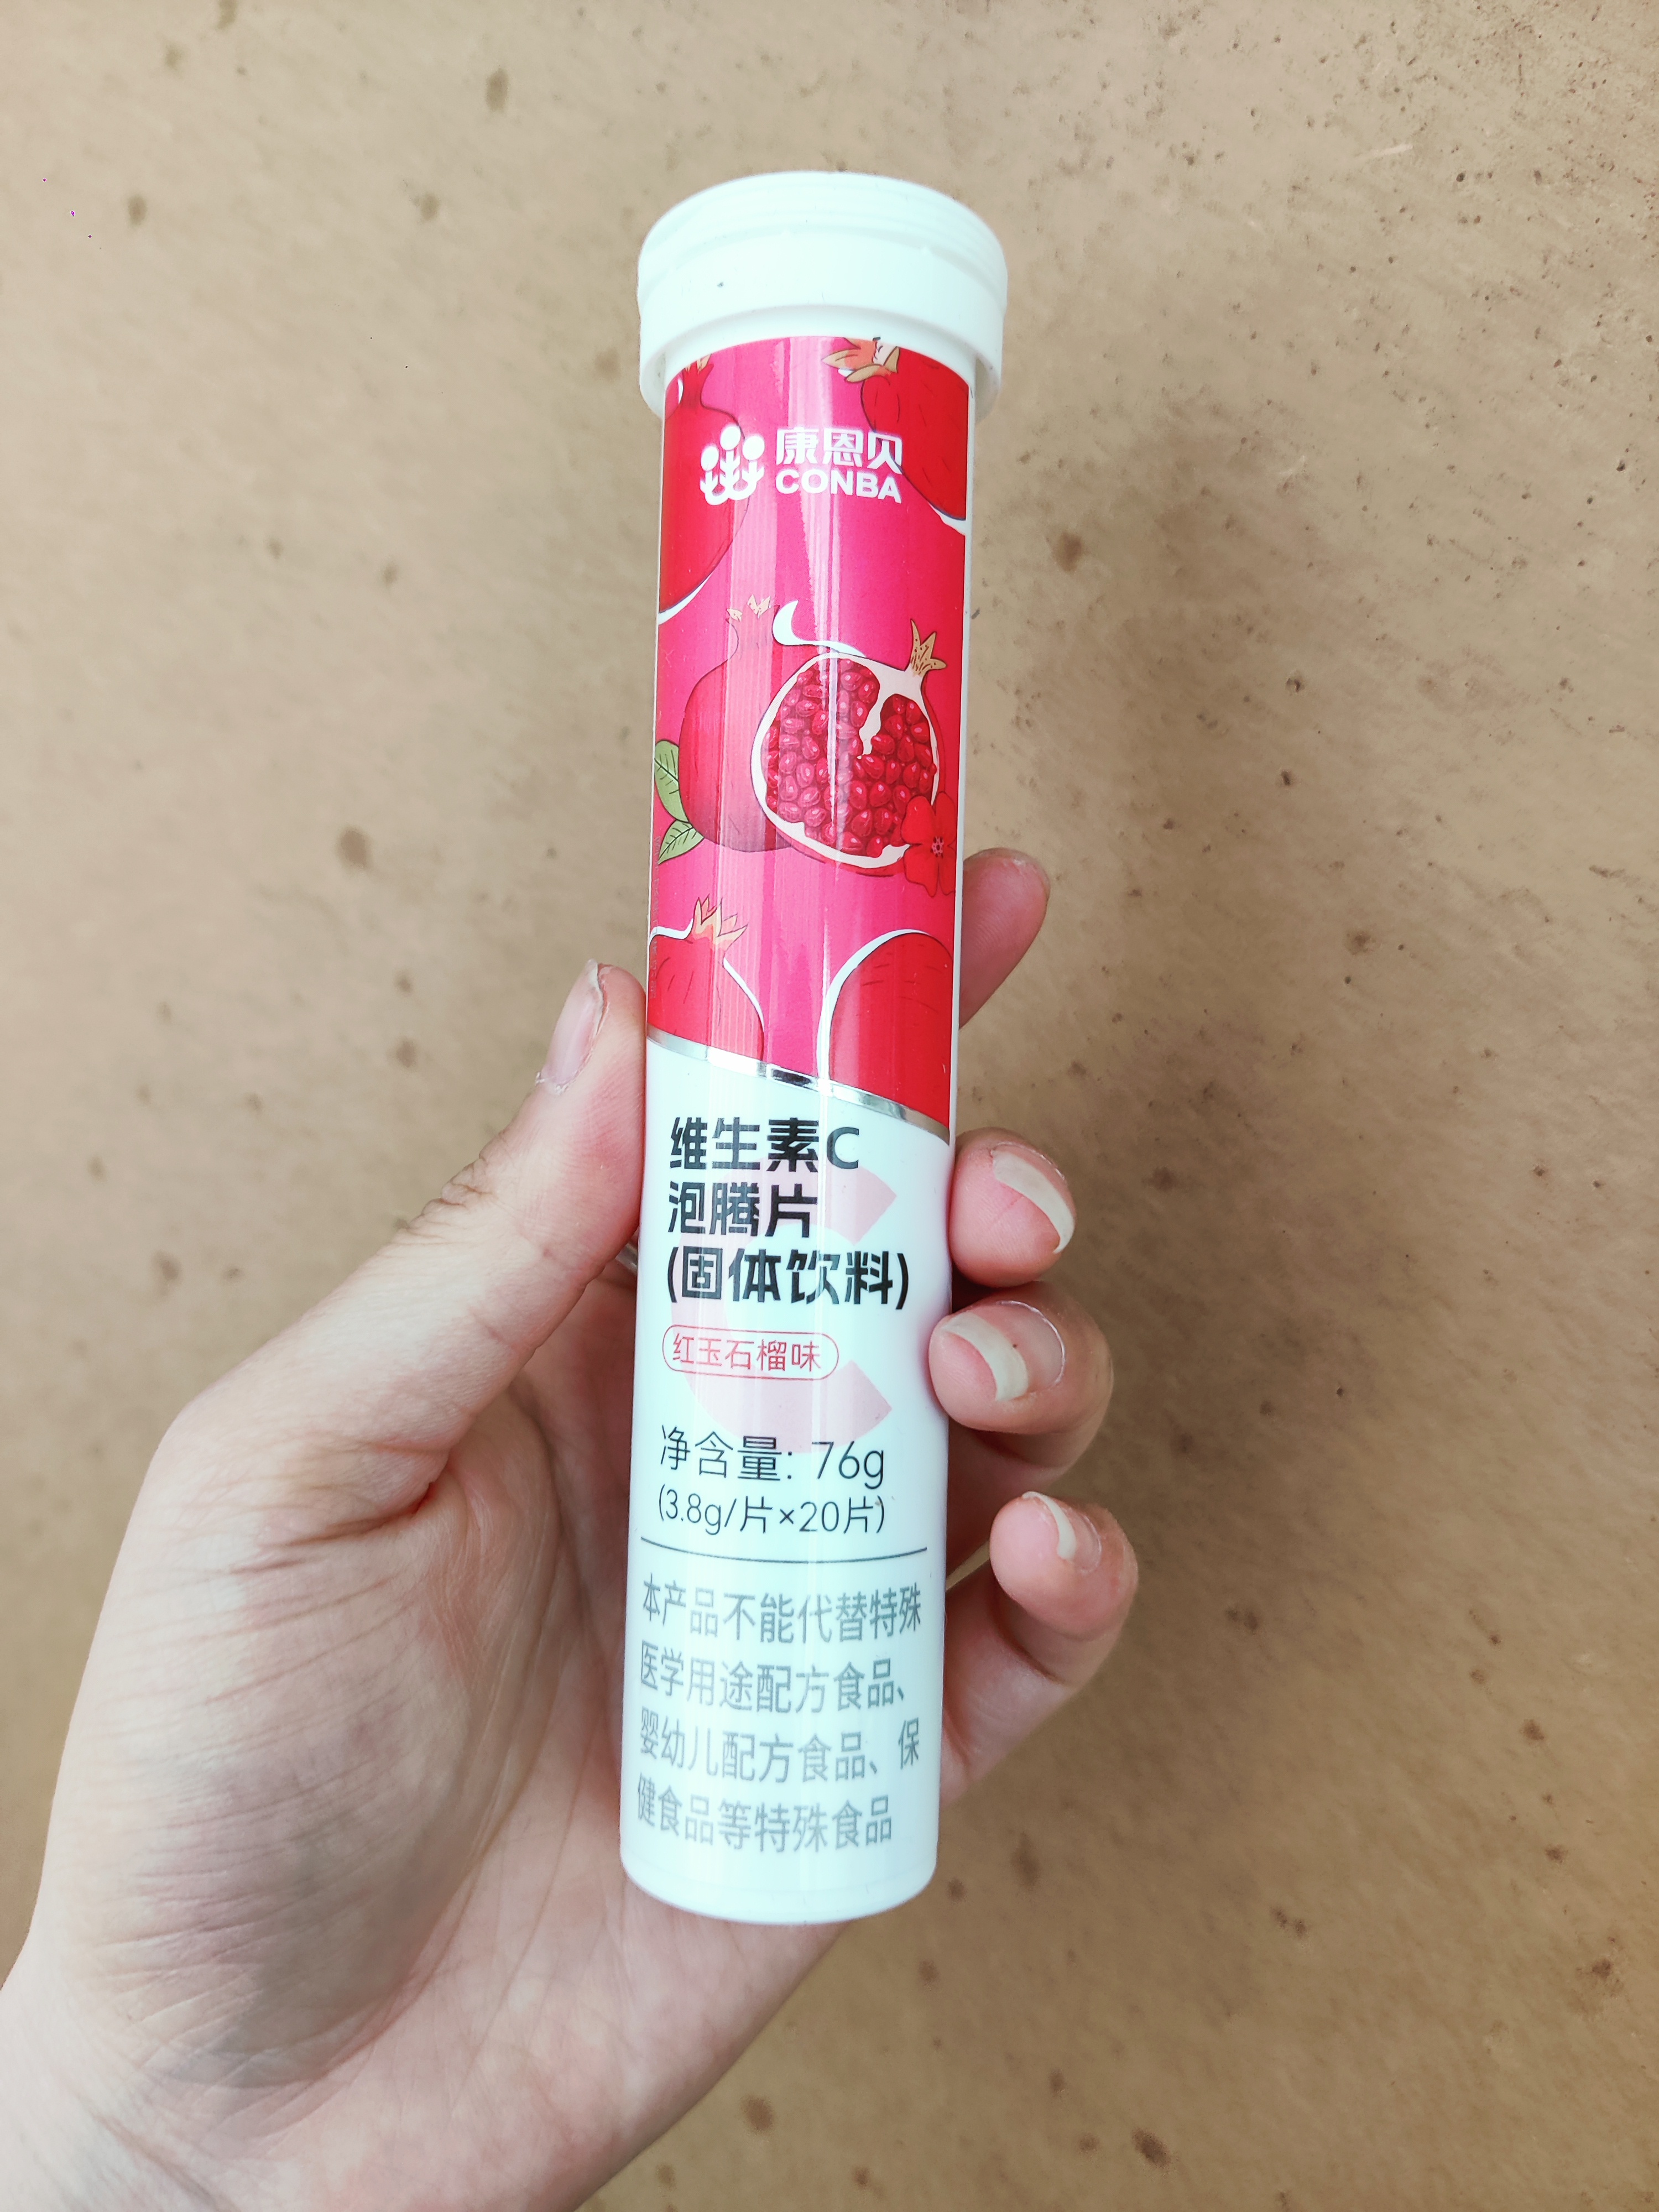 康恩贝
CONBA
维生素C
泡腾片
(固体饮料)
红玉石榴味
净含量: 76g
(3.8g/片×20片)
本产品不能代替特殊
医学用途配方食品、
婴幼儿配方食品、保
健食品等特殊食品